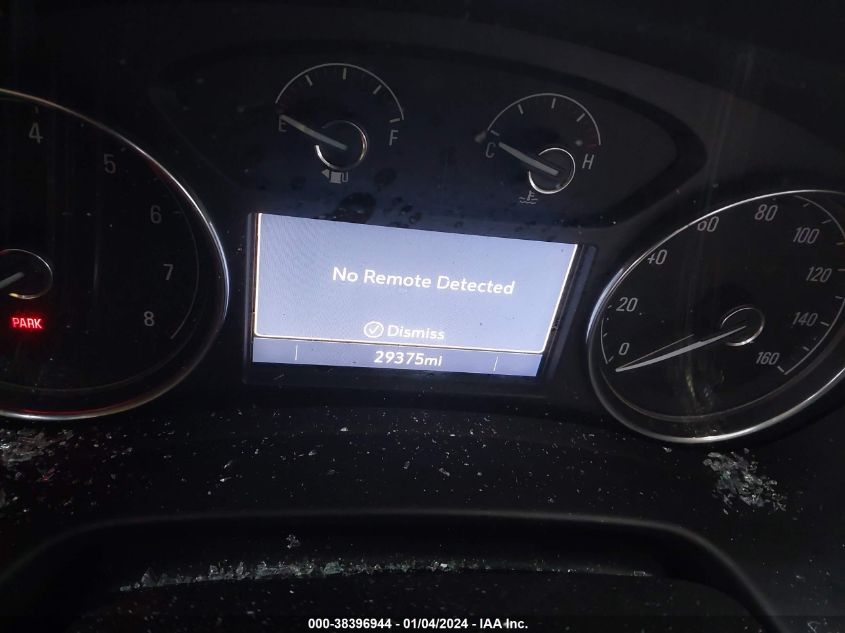 E
F
C
H
4
5
6
7
8
PARK
No Remote Detected
Dismiss
29375mi
0
20
40
60
80
100
120
140
160
000-38396944 - 01/04/2024 - IAA Inc.